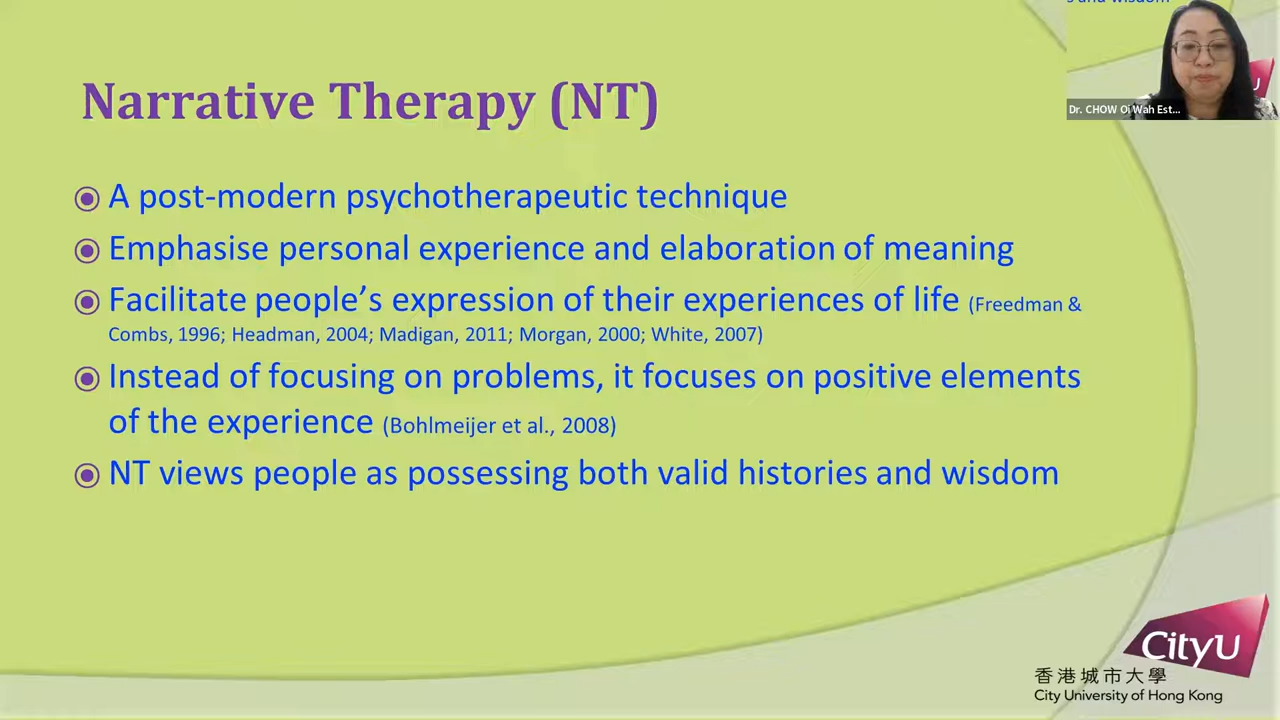 s and wisdom
Dr. CHOW Oi Wah Est...
Narrative Therapy (NT)
A post-modern psychotherapeutic technique
Emphasise personal experience and elaboration of meaning
Facilitate people’s expression of their experiences of life (Freedman &
Combs, 1996; Headman, 2004; Madigan, 2011; Morgan, 2000; White, 2007)
Instead of focusing on problems, it focuses on positive elements
of the experience (Bohlmeijer et al., 2008)
NT views people as possessing both valid histories and wisdom
CityU
香港城市大學
City University of Hong Kong